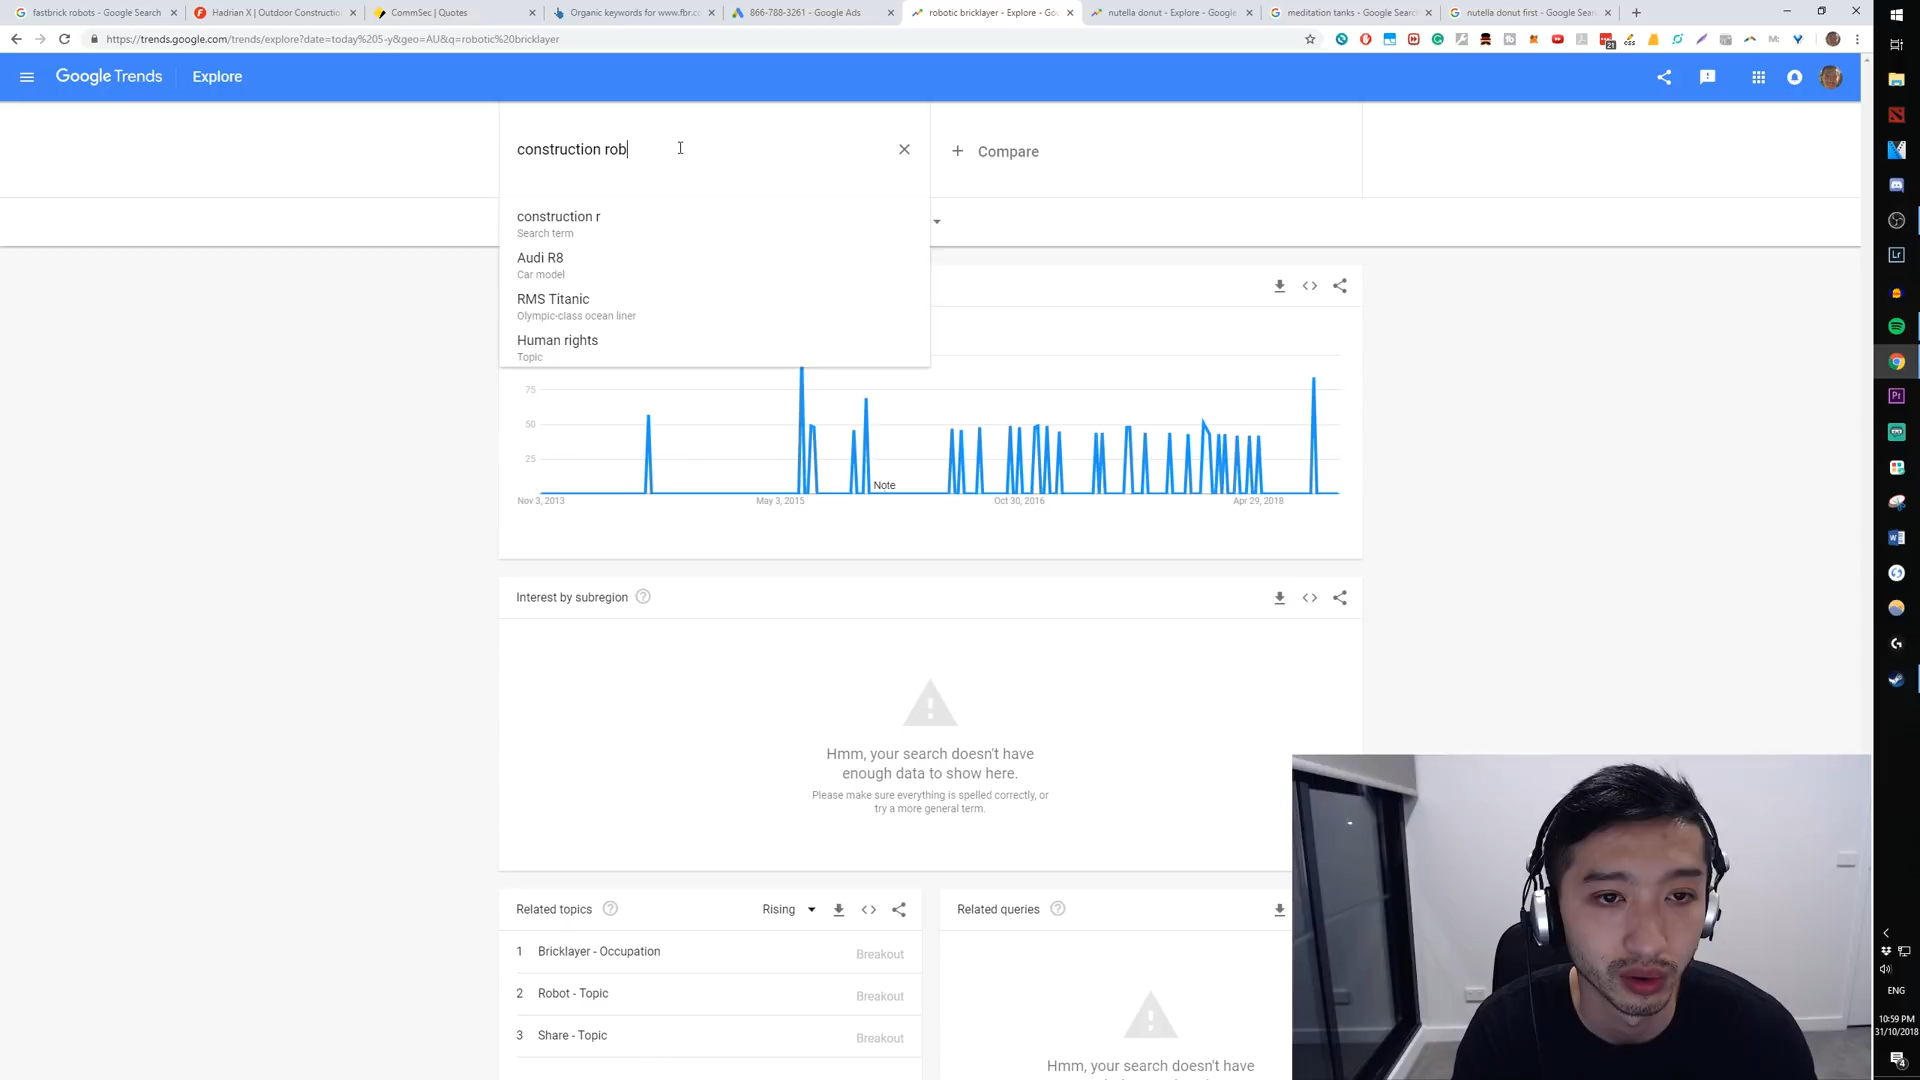 fastbrick robots - Google Search
Hadrian X | Outdoor Constructio
CommSec | Quotes
Organic keywords for www.fbr.c
866-788-3261 - Google Ads
robotic bricklayer - Explore - Goo
nutella donut - Explore - Google
meditation tanks - Google Searc
nutella donut first - Google Sear
https://trends.google.com/trends/explore?date=today%205-y&geo=AU&q=robotic%20bricklayer
Google Trends
Explore
construction rob
Compare
construction r
Search term
Audi R8
Car model
RMS Titanic
Olympic-class ocean liner
Human rights
Topic
75
50
25
Note
Nov 3, 2013
May 3, 2015
Oct 30, 2016
Apr 29, 2018
Interest by subregion
Hmm, your search doesn't have
enough data to show here.
Please make sure everything is spelled correctly, or
try a more general term.
Related topics
Rising
1 Bricklayer - Occupation Breakout
2 Robot - Topic Breakout
3 Share - Topic Breakout
Related queries
Hmm, your search doesn't have
Lr
Pr
ENG
10:59 PM
31/10/2018